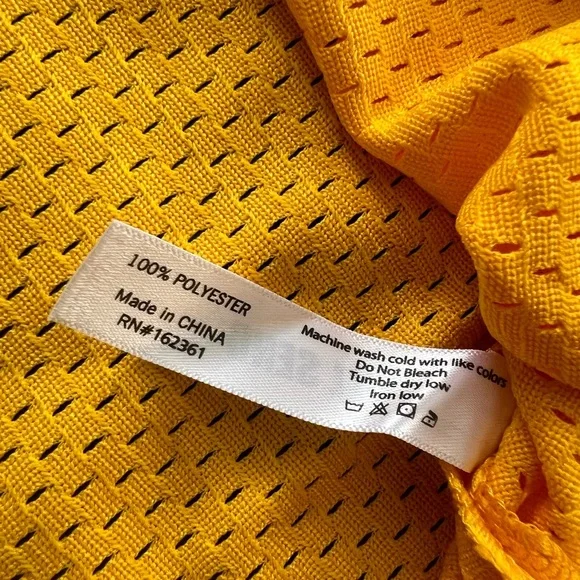 100% POLYESTER
Made in CHINA
RN#162361
Machine wash cold with like colors
Do Not Bleach
Tumble dry low
Iron low